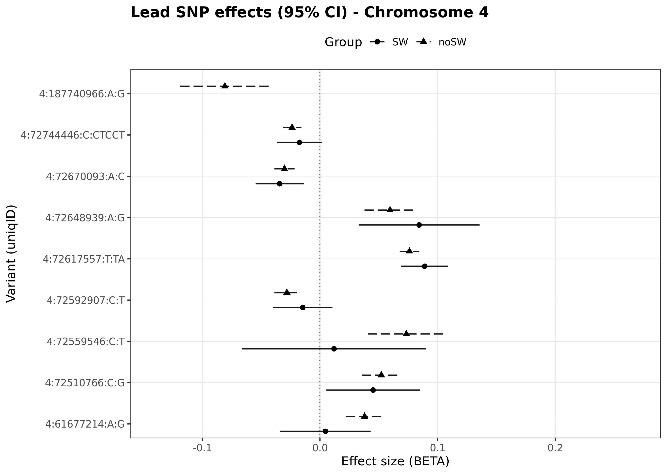 Lead SNP effects (95% CI) - Chromosome 4
Group SW noSW
Variant (uniqID)
4:187740966:A:G
4:72744446:C:CTCCT
4:72670093:A:C
4:72648939:A:G
4:72617557:T:TA
4:72592907:C:T
4:72559546:C:T
4:72510766:C:G
4:61677214:A:G
-0.1 0.0 0.1 0.2
Effect size (BETA)